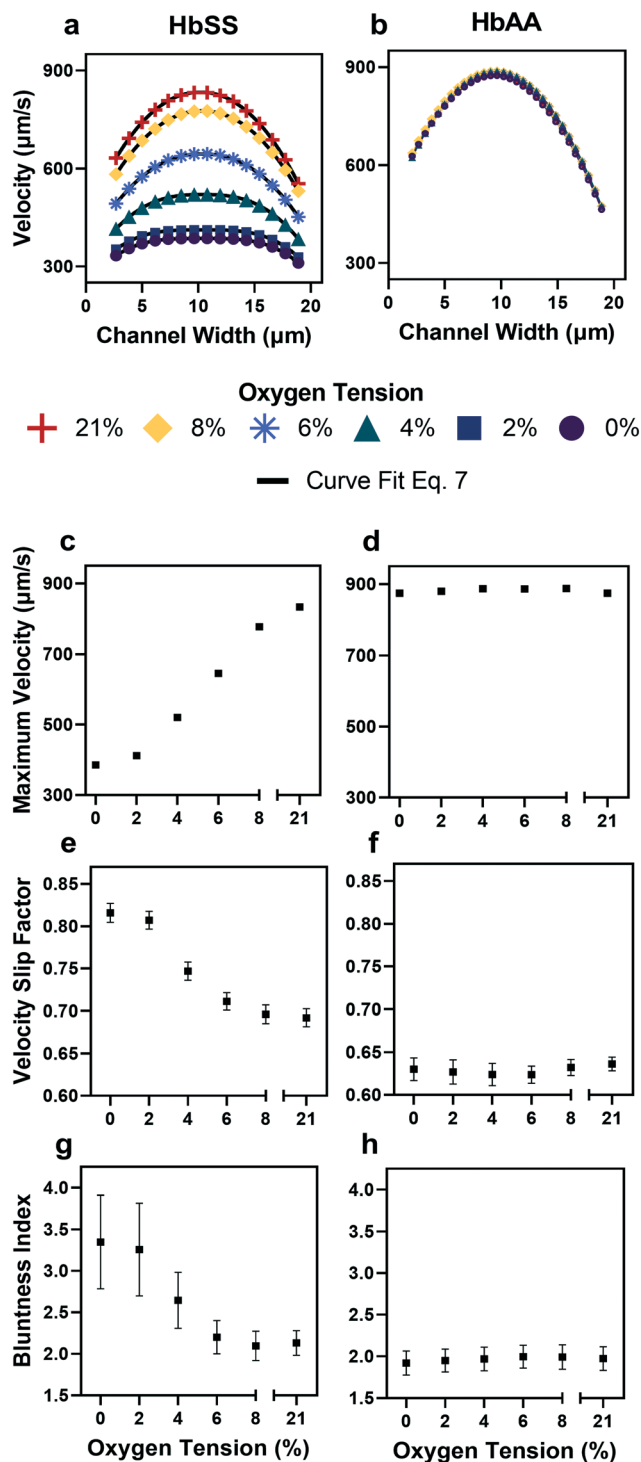 a HbSS b HbAA
Velocity (µm/s)
900
600
300
0 5 10 15 20
Channel Width (µm)
900
600
300
0 5 10 15 20
Channel Width (µm)
Oxygen Tension
21% 8% 6% 4% 2% 0%
Curve Fit Eq. 7
c d
Maximum Velocity (µm/s)
900
700
500
300
0 2 4 6 8 21
900
700
500
300
0 2 4 6 8 21
e f
Velocity Slip Factor
0.85
0.80
0.75
0.70
0.65
0.60
0 2 4 6 8 21
0.85
0.80
0.75
0.70
0.65
0.60
0 2 4 6 8 21
g h
Bluntness Index
4.0
3.5
3.0
2.5
2.0
1.5
0 2 4 6 8 21
Oxygen Tension (%)
4.0
3.5
3.0
2.5
2.0
1.5
0 2 4 6 8 21
Oxygen Tension (%)